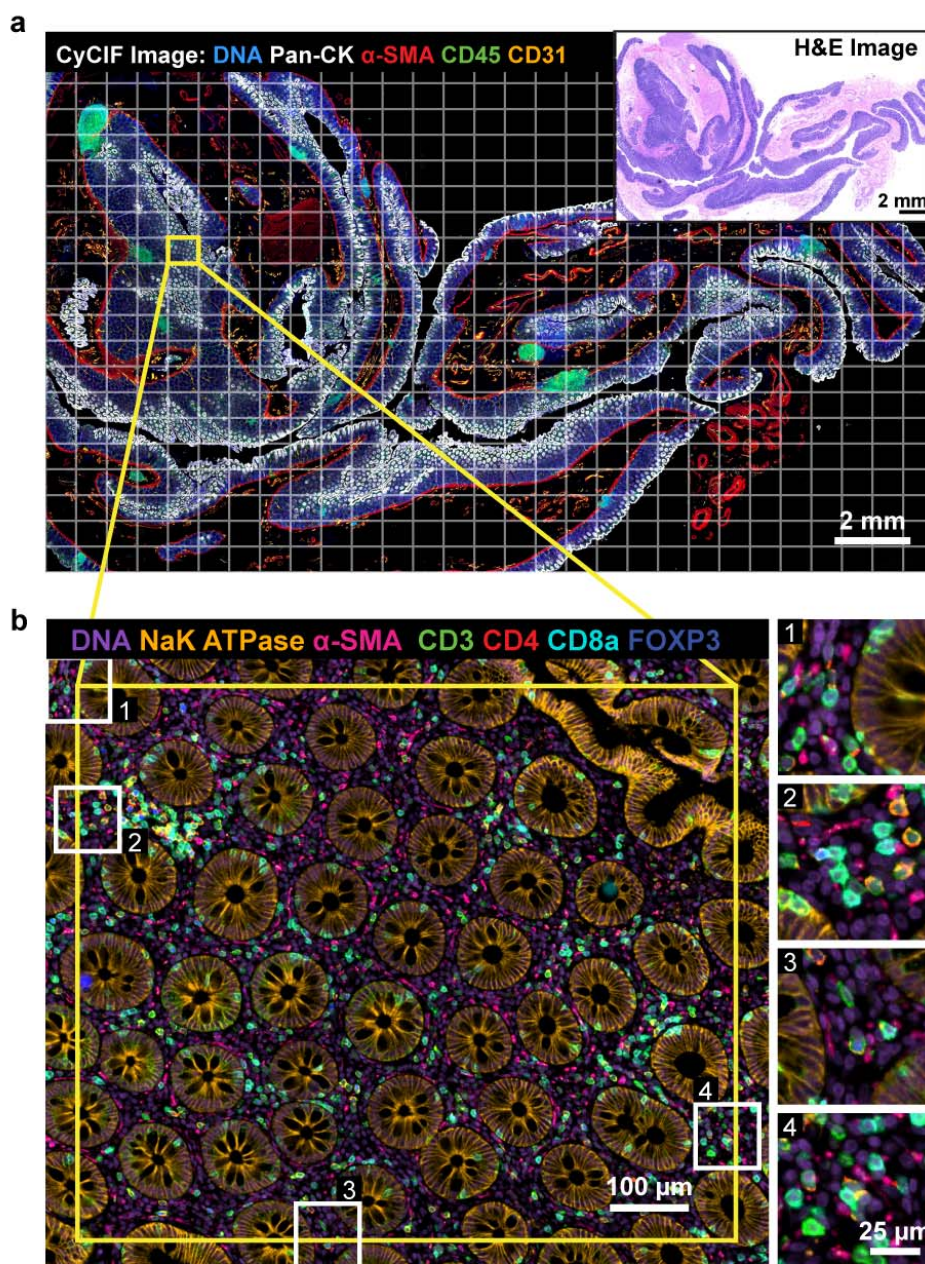 a
CyCIF Image: DNA Pan-CK α-SMA CD45 CD31
H&E Image
2 mm
2 mm
b
DNA NaK ATPase α-SMA CD3 CD4 CD8a FOXP3
1
2
3
4
100 µm
1
2
3
4
25 µm